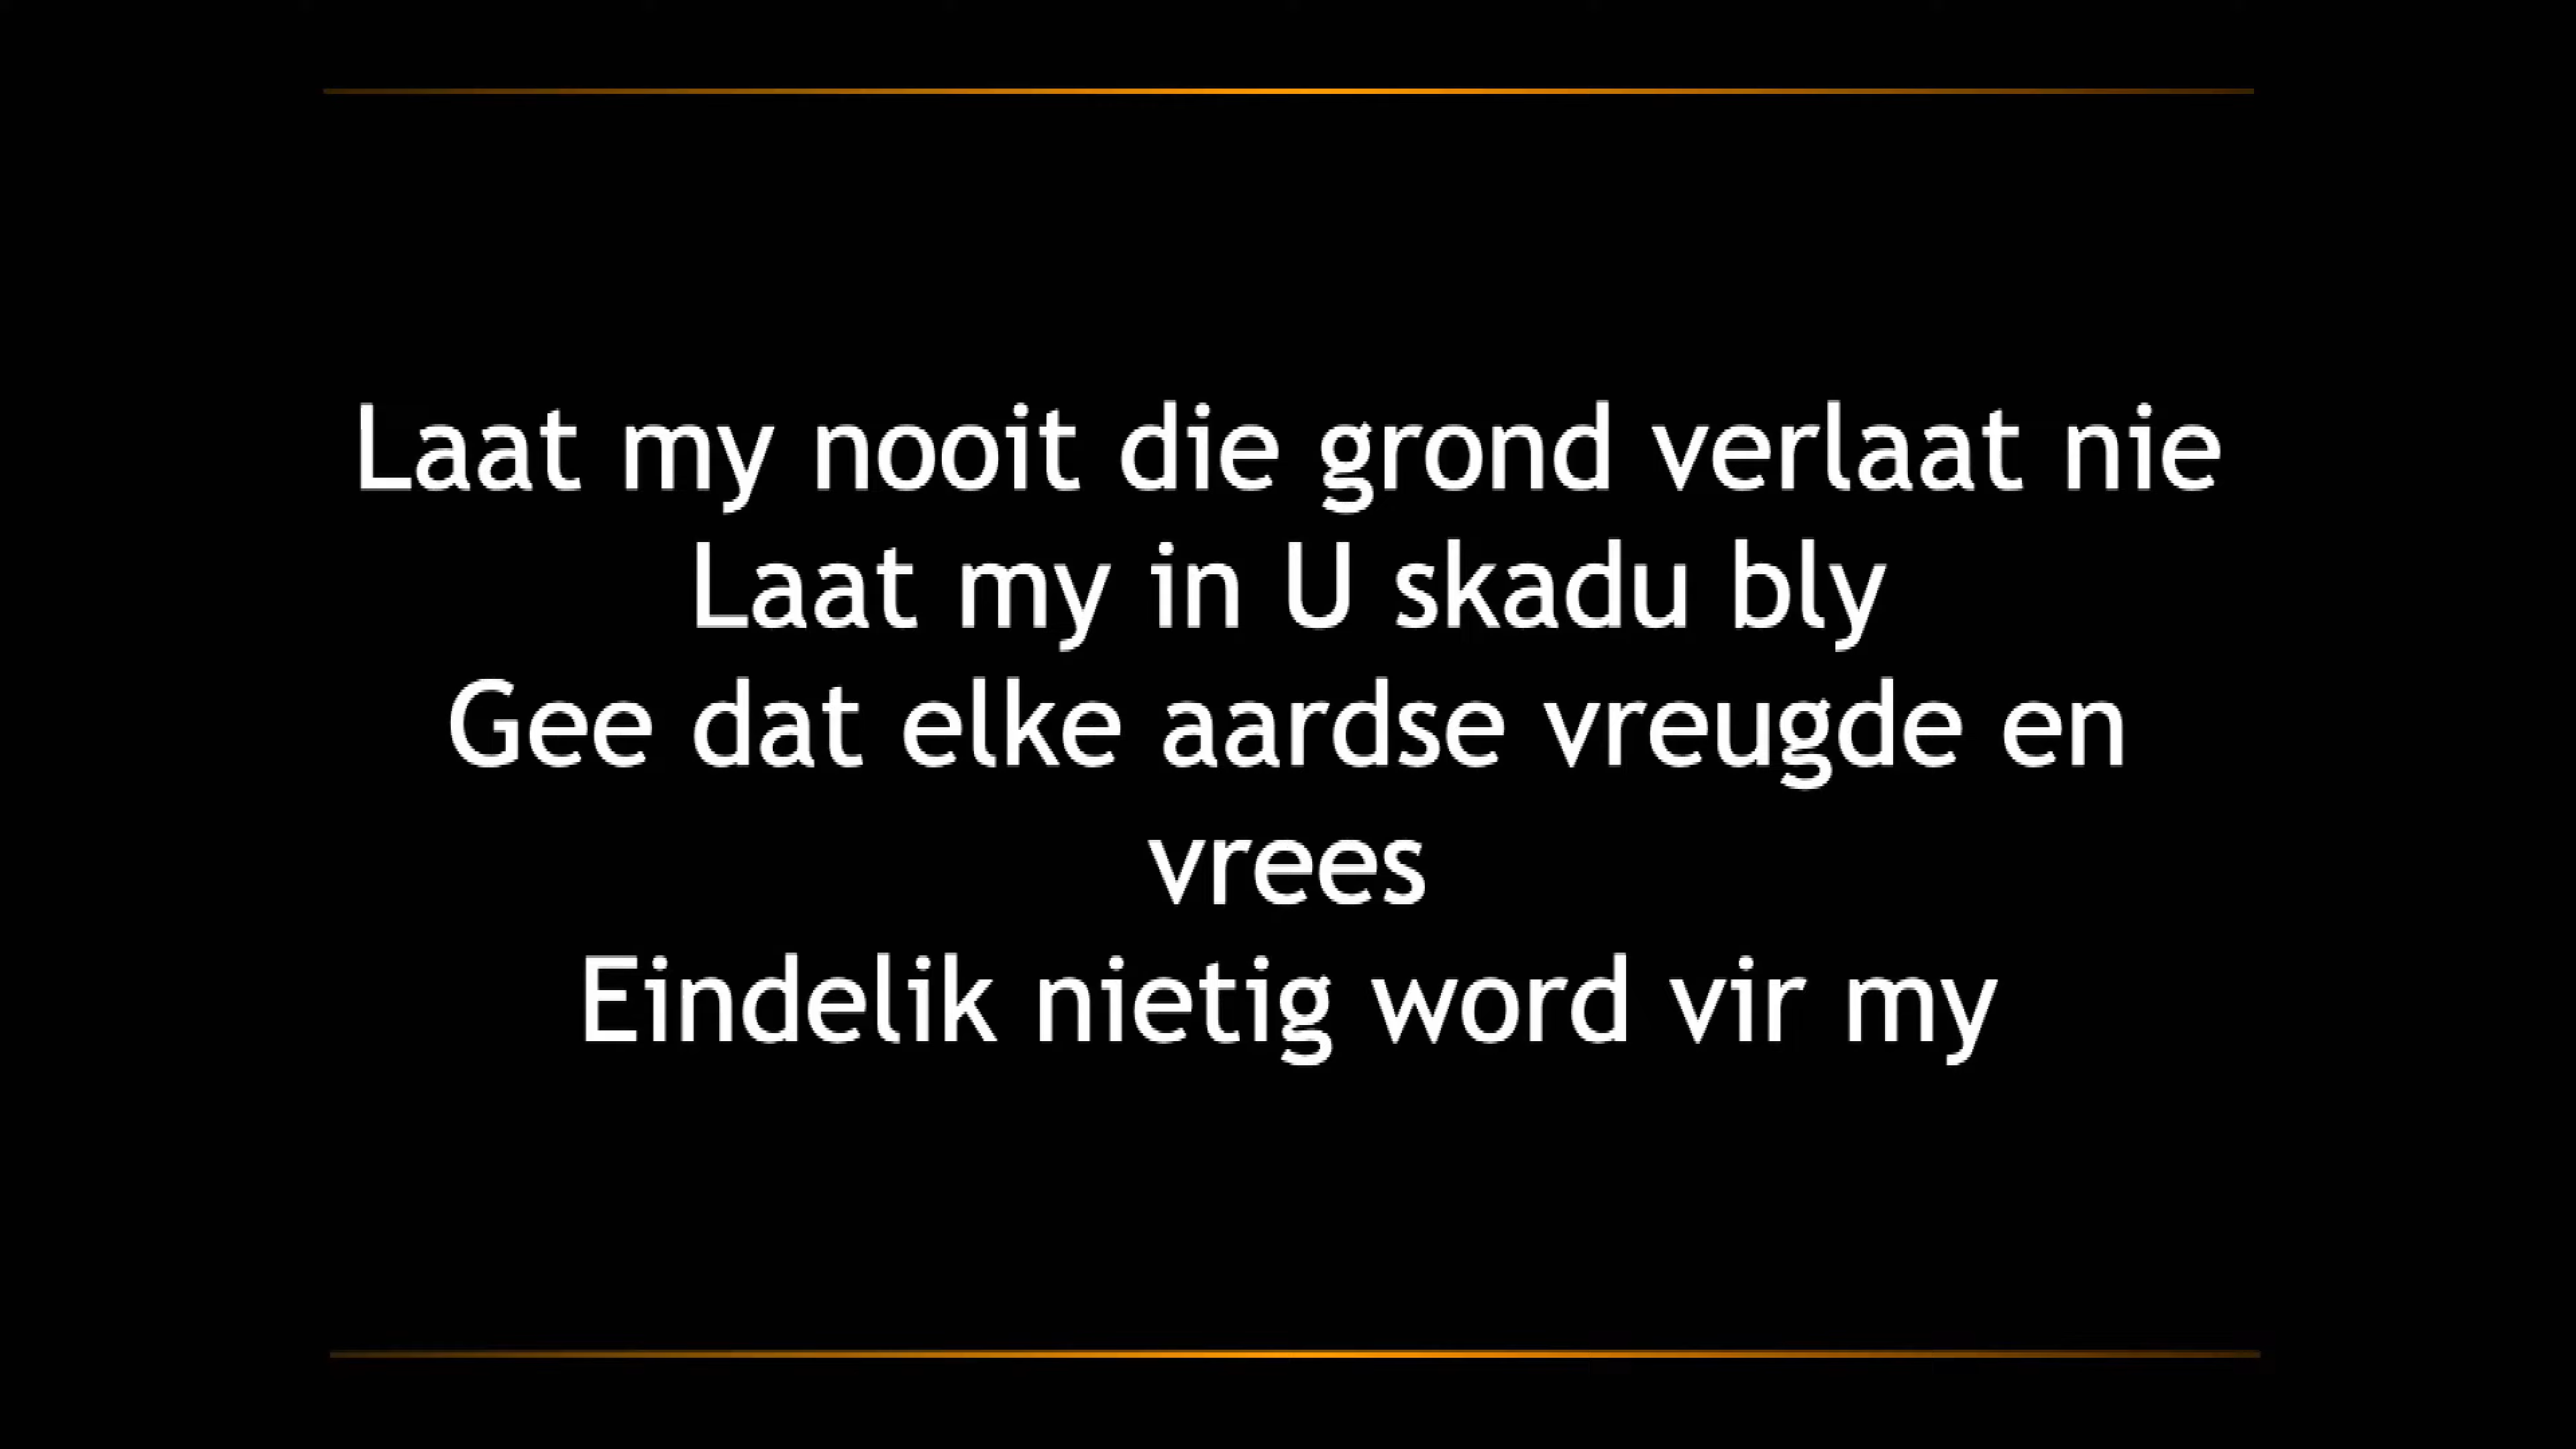 Laat my nooit die grond verlaat nie
Laat my in U skadu bly
Gee dat elke aardse vreugde en
vrees
Eindelik nietig word vir my